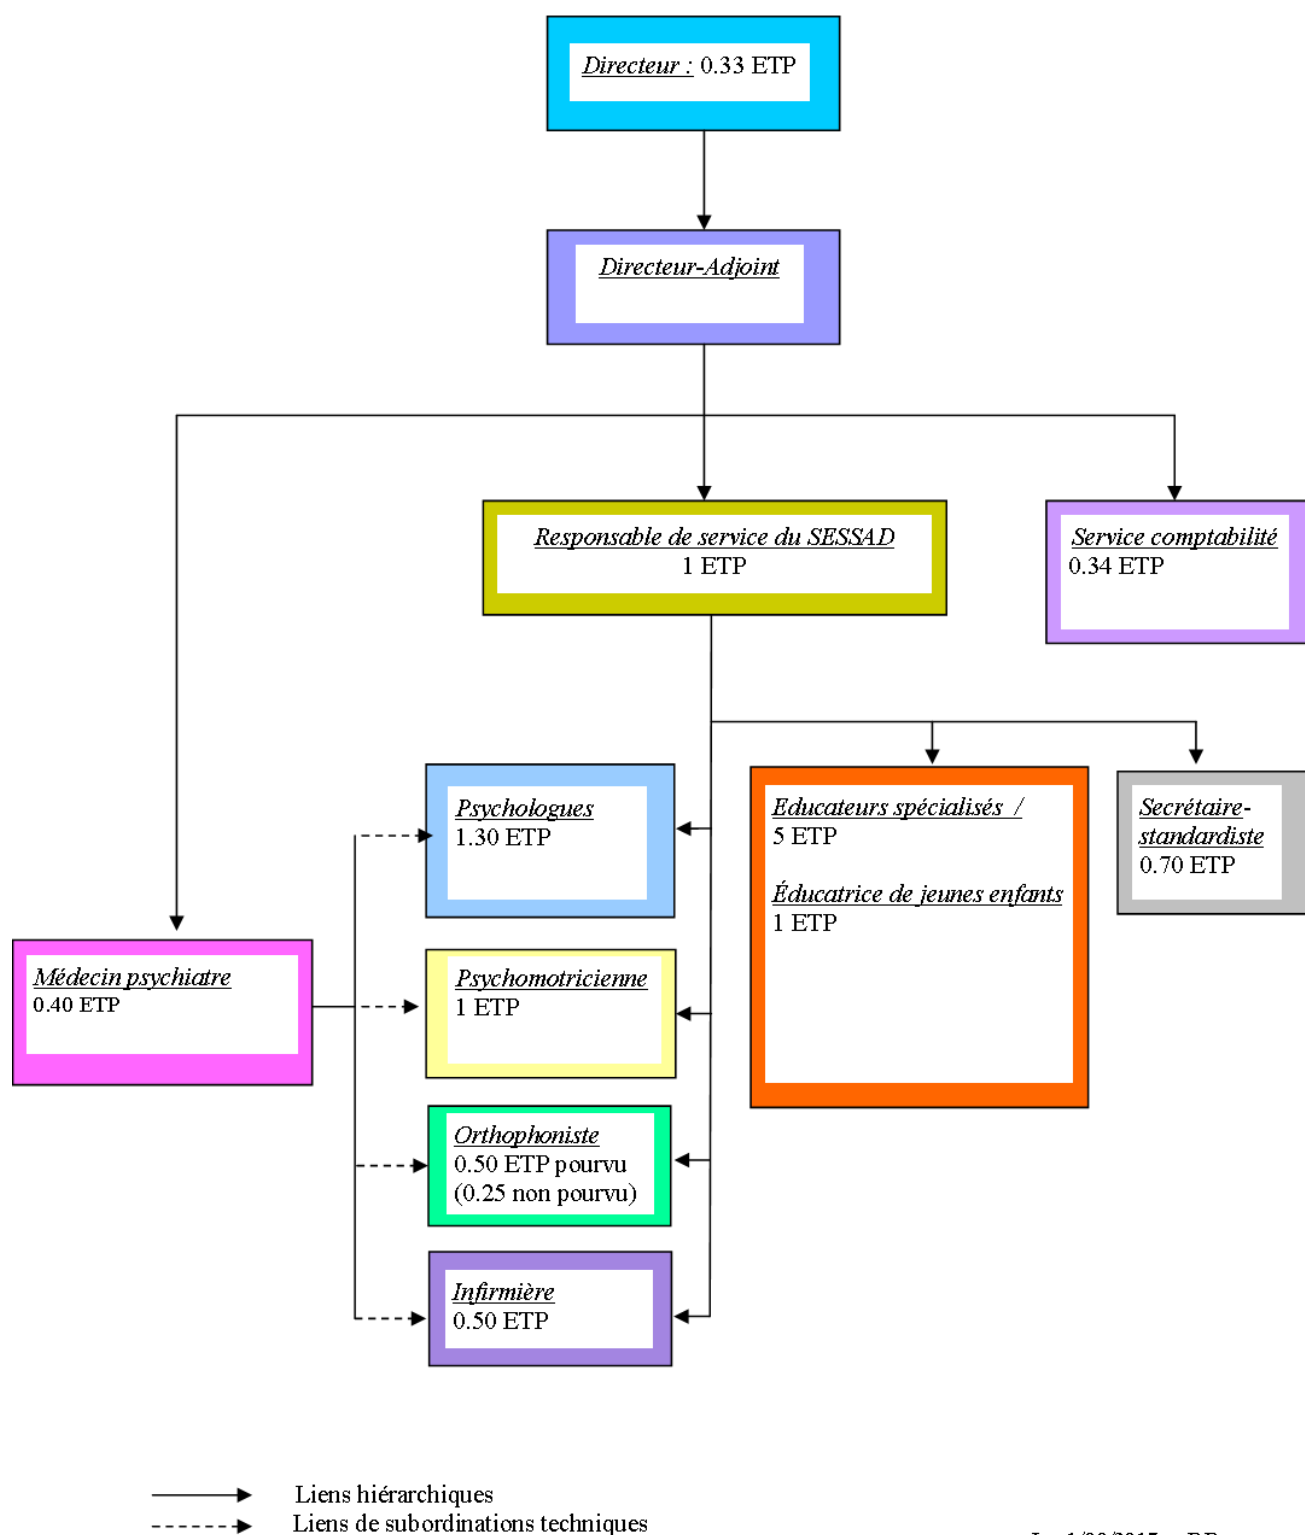 Directeur : 0.33 ETP
Directeur-Adjoint
Responsable de service du SESSAD
1 ETP
Service comptabilité
0.34 ETP
Psychologues
1.30 ETP
Educateurs spécialisés /
5 ETP
Éducatrice de jeunes enfants
1 ETP
Secrétaire-
standardiste
0.70 ETP
Médecin psychiatre
0.40 ETP
Psychomotricienne
1 ETP
Orthophoniste
0.50 ETP pourvu
(0.25 non pourvu)
Infirmière
0.50 ETP
Liens hiérarchiques
Liens de subordinations techniques